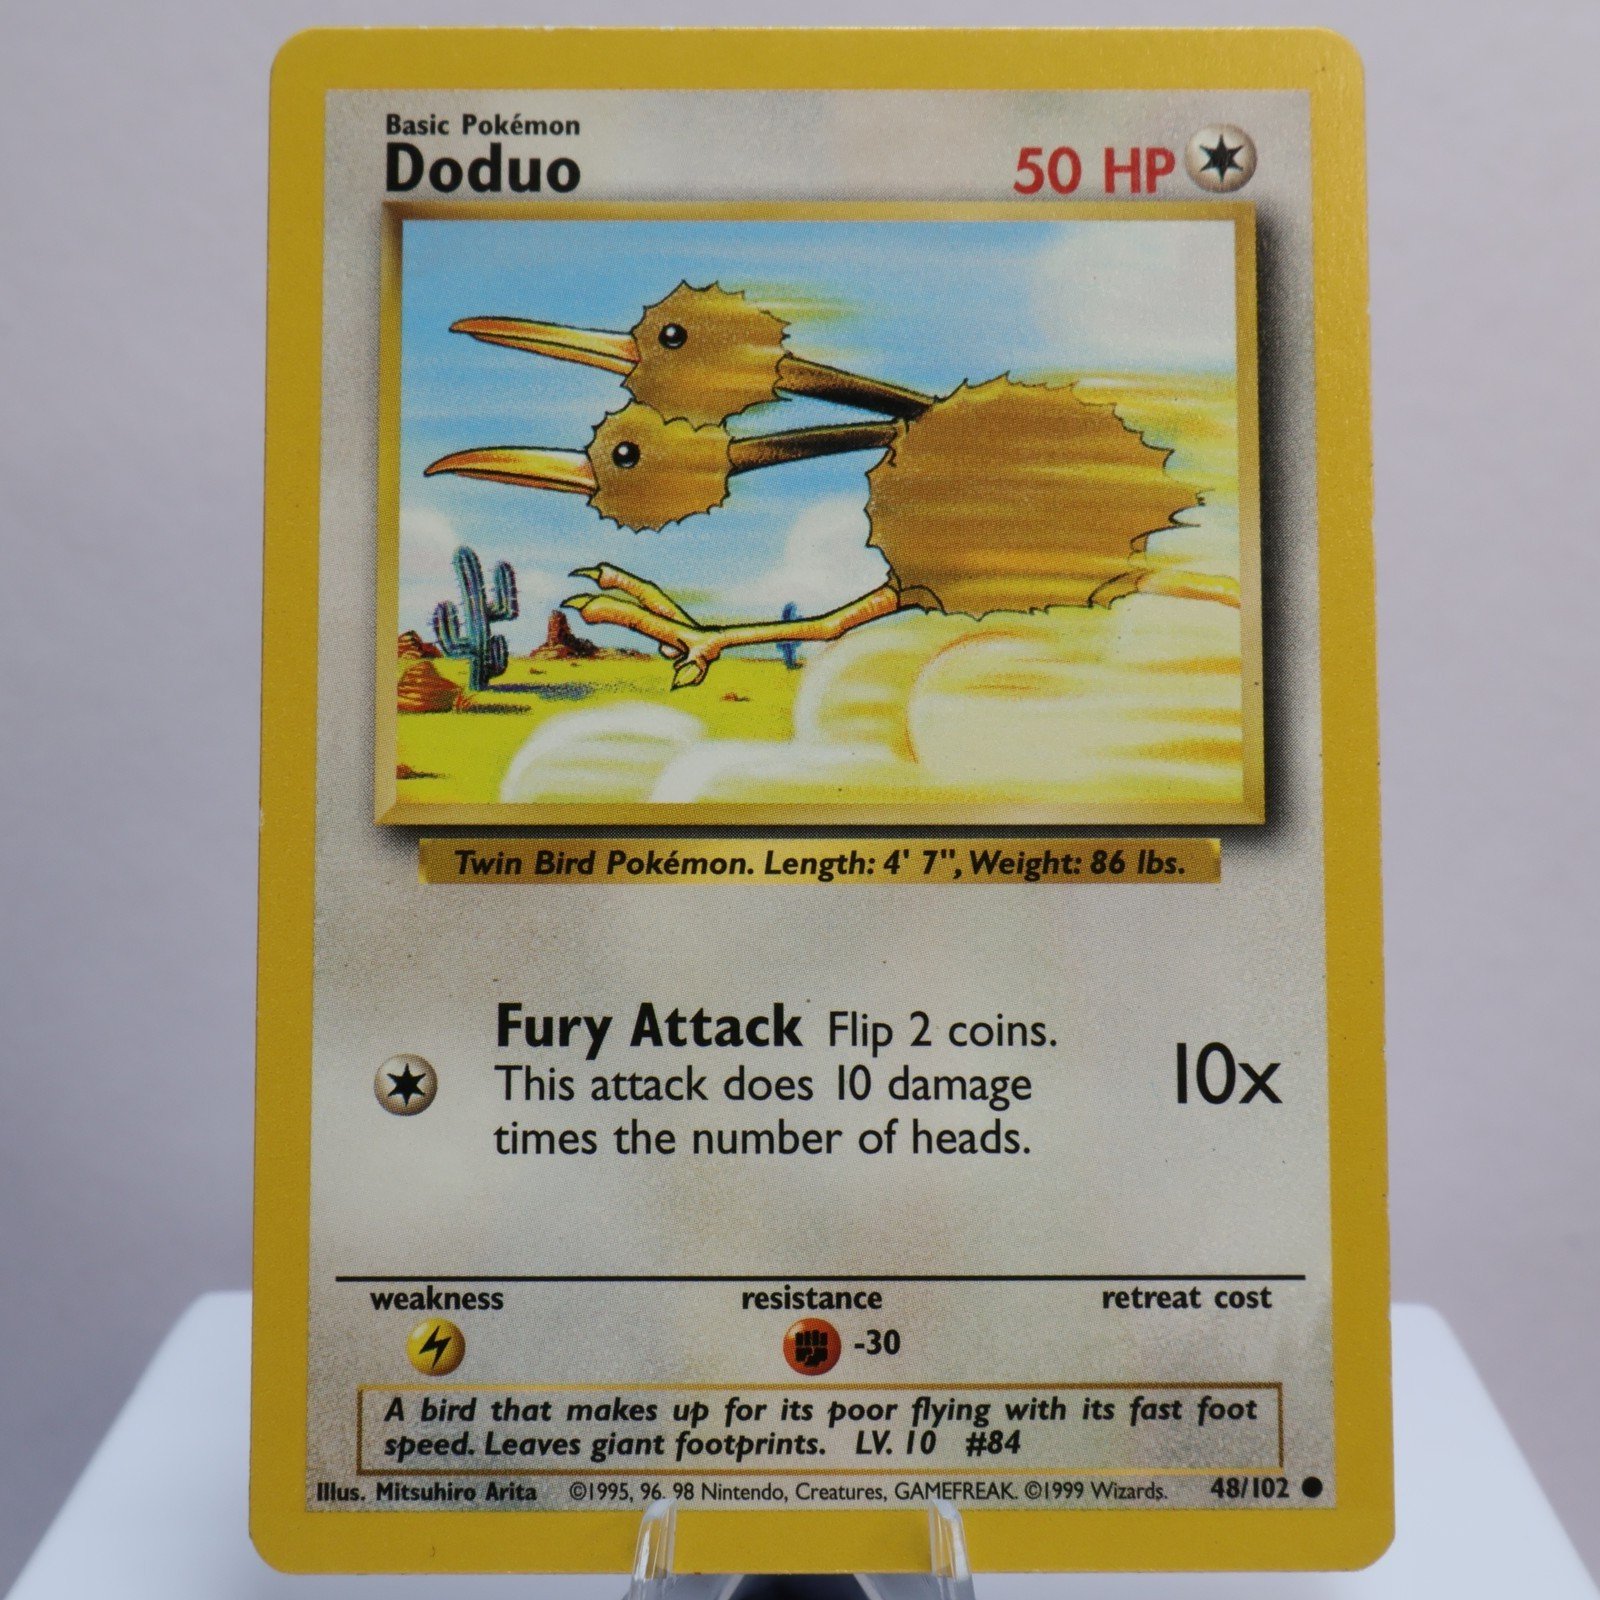 Basic Pokémon
Doduo
50 HP
Twin Bird Pokémon. Length: 4' 7", Weight: 86 lbs.
Fury Attack Flip 2 coins.
This attack does 10 damage
times the number of heads.
10x
weakness resistance retreat cost
-30
A bird that makes up for its poor flying with its fast foot
speed. Leaves giant footprints. LV. 10 #84
Illus. Mitsuhiro Arita ©1995, 96. 98 Nintendo, Creatures, GAMEFREAK. ©1999 Wizards. 48/102